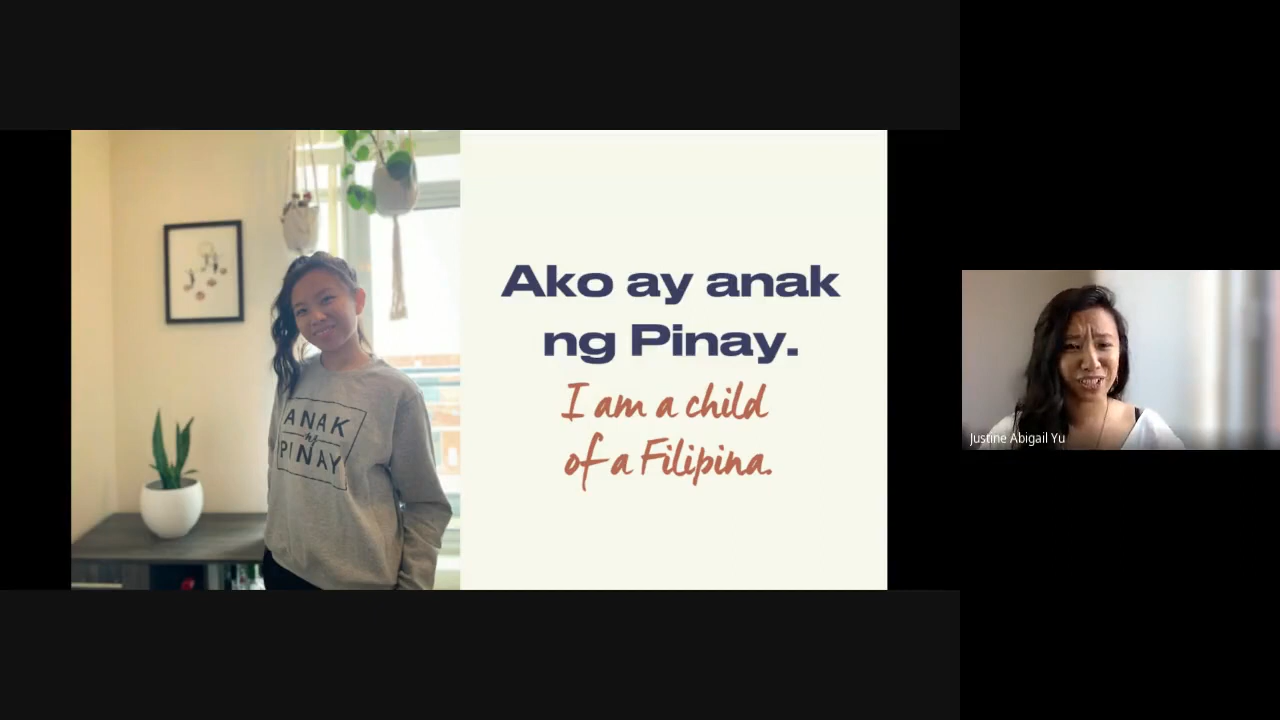 ANAK
ng
PINAY
Ako ay anak
ng Pinay.
I am a child
of a Filipina.
Justine Abigail Yu